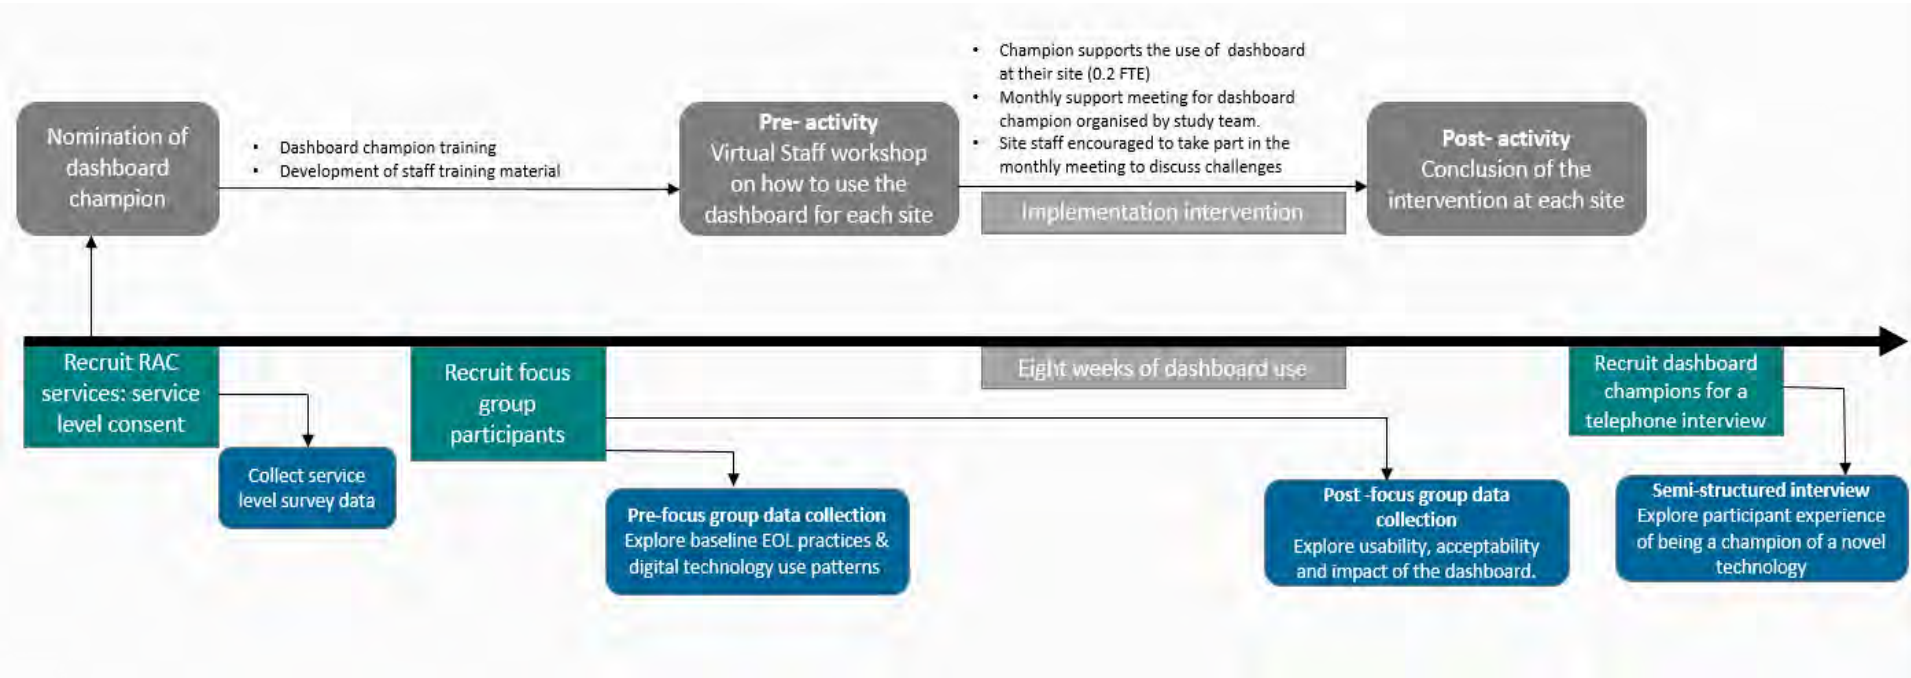 Nomination of
dashboard
champion
• Dashboard champion training
• Development of staff training material
Pre- activity
Virtual Staff workshop
on how to use the
dashboard for each site
• Champion supports the use of dashboard
at their site (0.2 FTE)
• Monthly support meeting for dashboard
champion organised by study team.
• Site staff encouraged to take part in the
monthly meeting to discuss challenges
Implementation intervention
Post- activity
Conclusion of the
intervention at each site
Recruit RAC
services: service
level consent
Collect service
level survey data
Recruit focus
group
participants
Pre-focus group data collection
Explore baseline EOL practices &
digital technology use patterns
Eight weeks of dashboard use
Post -focus group data
collection
Explore usability, acceptability
and impact of the dashboard.
Recruit dashboard
champions for a
telephone interview
Semi-structured interview
Explore participant experience
of being a champion of a novel
technology